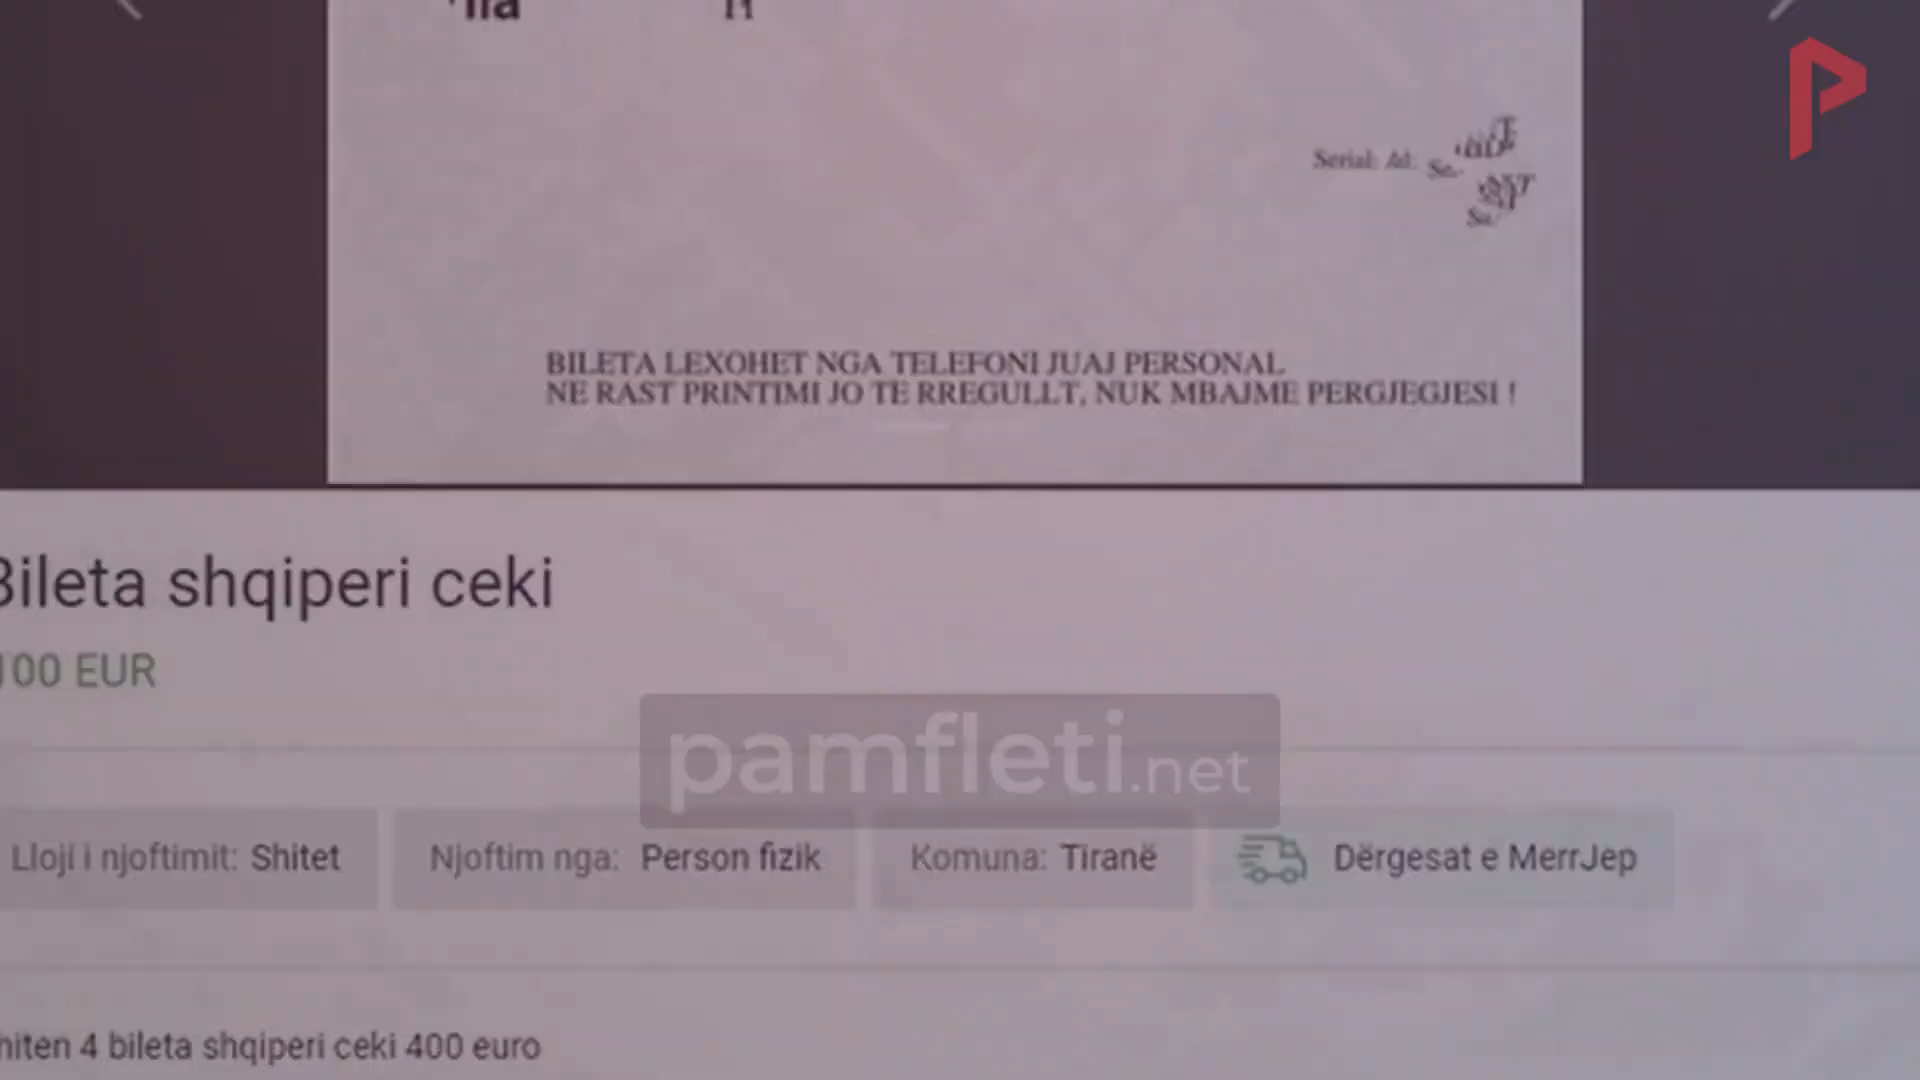 Serial:
BILETA LEXOHET NGA TELEFONI JUAJ PERSONAL
NE RAST PRINTIMI JO TE RREGULLT, NUK MBAJME PERGJEGJESI !
Bileta shqiperi ceki
100 EUR
pamfleti.net
Lloji i njoftimit: Shitet Njoftim nga: Person fizik Komuna: Tiranë Dërgesat e MerrJep
hiten 4 bileta shqiperi ceki 400 euro